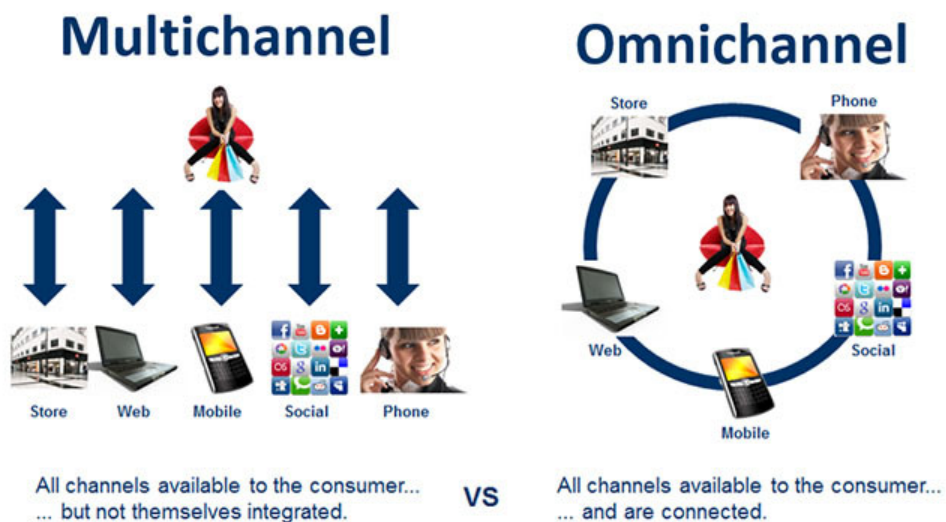 Multichannel
Store
Web
Mobile
Social
Phone
All channels available to the consumer...
... but not themselves integrated.
VS
Omnichannel
Store
Phone
Web
Social
Mobile
All channels available to the consumer...
... and are connected.